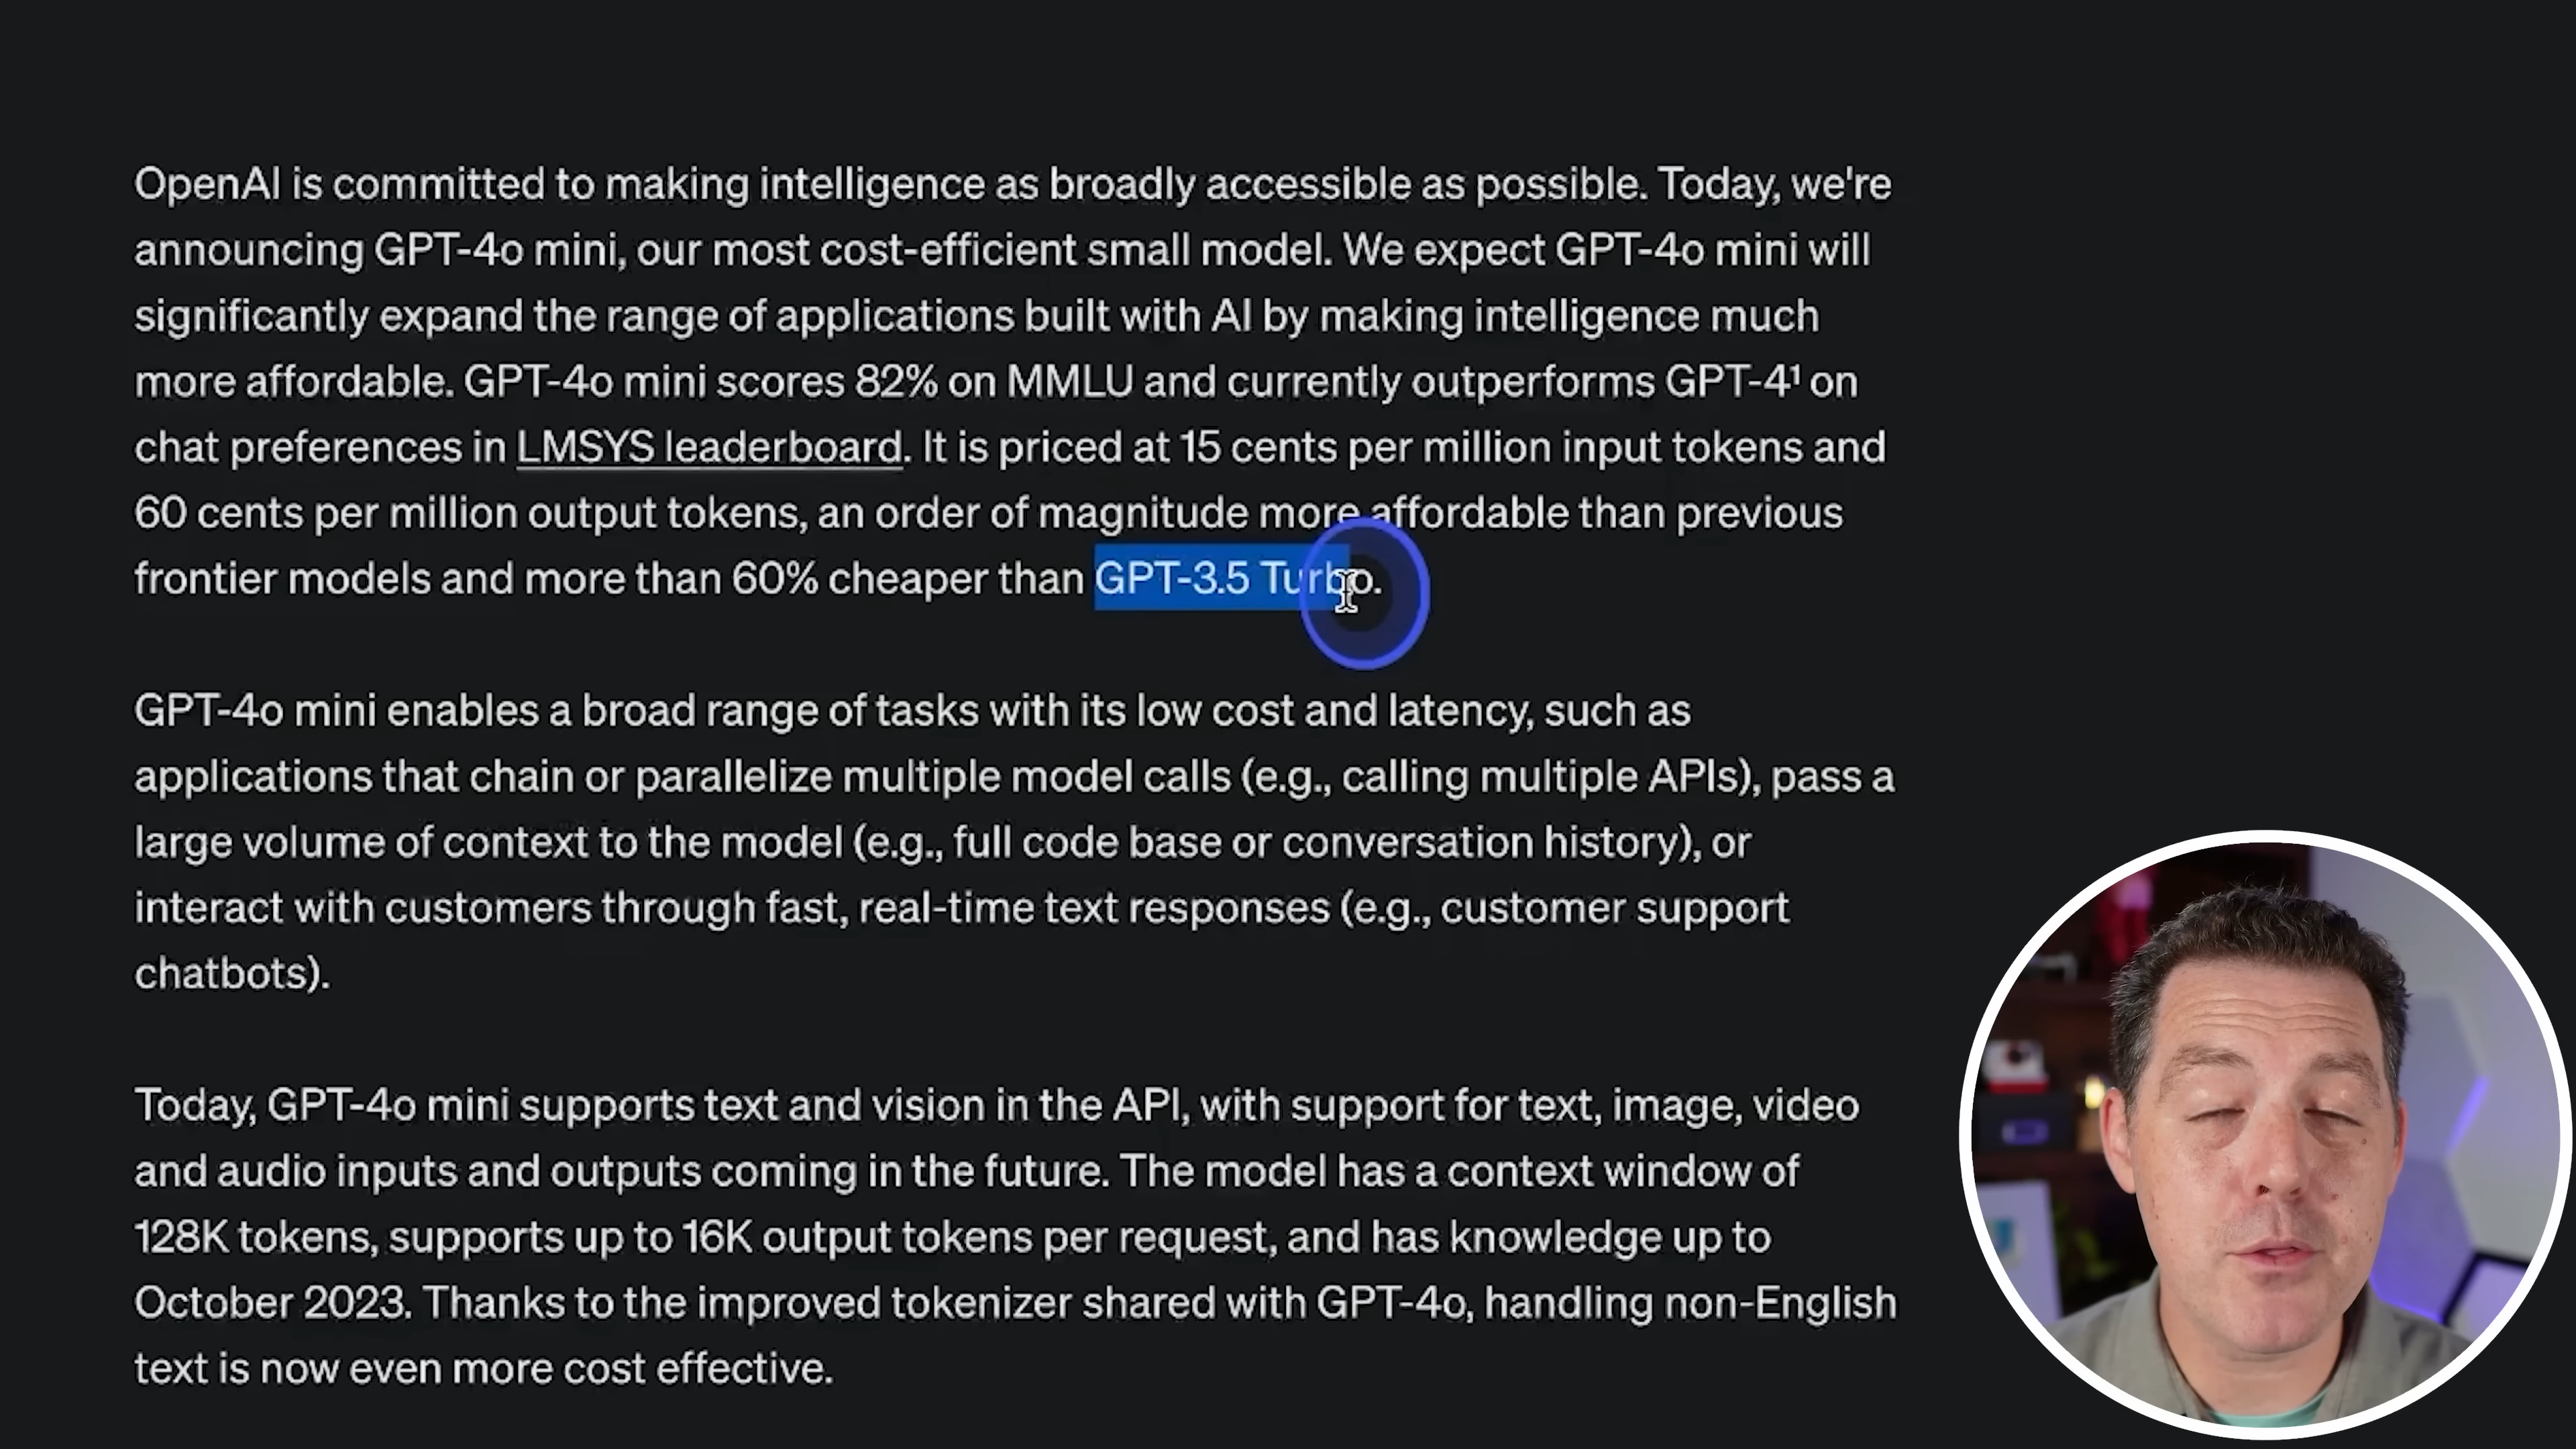 OpenAI is committed to making intelligence as broadly accessible as possible. Today, we're
announcing GPT-4o mini, our most cost-efficient small model. We expect GPT-4o mini will
significantly expand the range of applications built with AI by making intelligence much
more affordable. GPT-4o mini scores 82% on MMLU and currently outperforms GPT-4¹ on
chat preferences in LMSYS leaderboard. It is priced at 15 cents per million input tokens and
60 cents per million output tokens, an order of magnitude more affordable than previous
frontier models and more than 60% cheaper than GPT-3.5 Turbo.
GPT-4o mini enables a broad range of tasks with its low cost and latency, such as
applications that chain or parallelize multiple model calls (e.g., calling multiple APIs), pass a
large volume of context to the model (e.g., full code base or conversation history), or
interact with customers through fast, real-time text responses (e.g., customer support
chatbots).
Today, GPT-4o mini supports text and vision in the API, with support for text, image, video
and audio inputs and outputs coming in the future. The model has a context window of
128K tokens, supports up to 16K output tokens per request, and has knowledge up to
October 2023. Thanks to the improved tokenizer shared with GPT-4o, handling non-English
text is now even more cost effective.